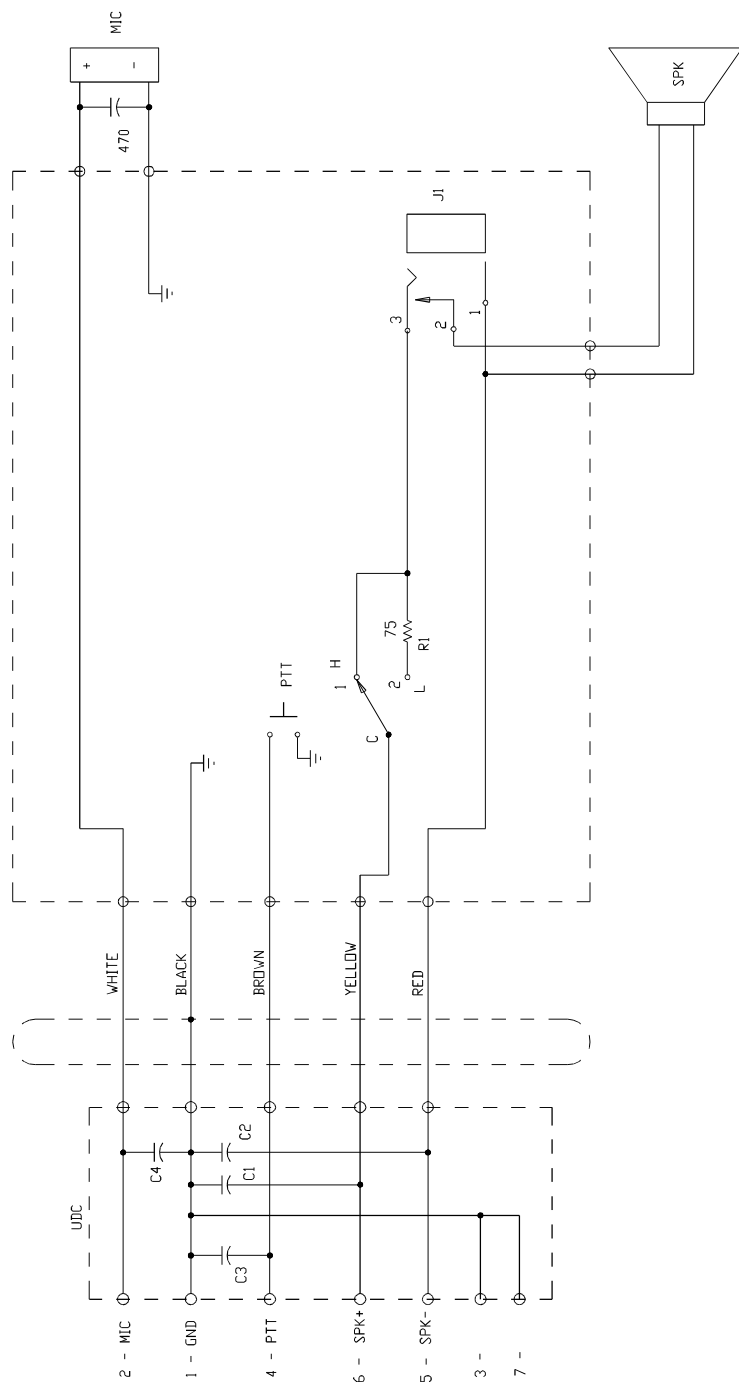 MIC
+
-
470
SPK
J1
3
2
1
75
R1
H
1
2
L
C
PTT
WHITE
BLACK
BROWN
YELLOW
RED
UDC
C4
C2
C1
C3
2 - MIC
1 - GND
4 - PTT
6 - SPK+
5 - SPK-
3 -
7 -